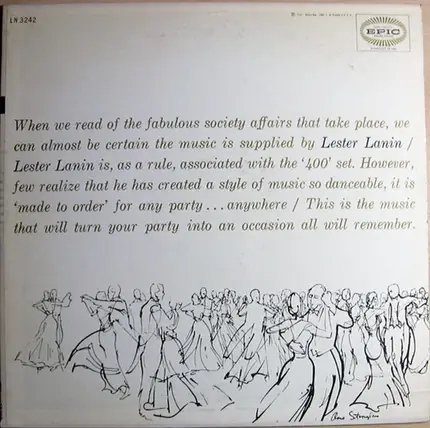 LN 3242
EPIC
When we read of the fabulous society affairs that take place, we
can almost be certain the music is supplied by Lester Lanin /
Lester Lanin is, as a rule, associated with the ‘400’ set. However,
few realize that he has created a style of music so danceable, it is
‘made to order’ for any party ... anywhere / This is the music
that will turn your party into an occasion all will remember.